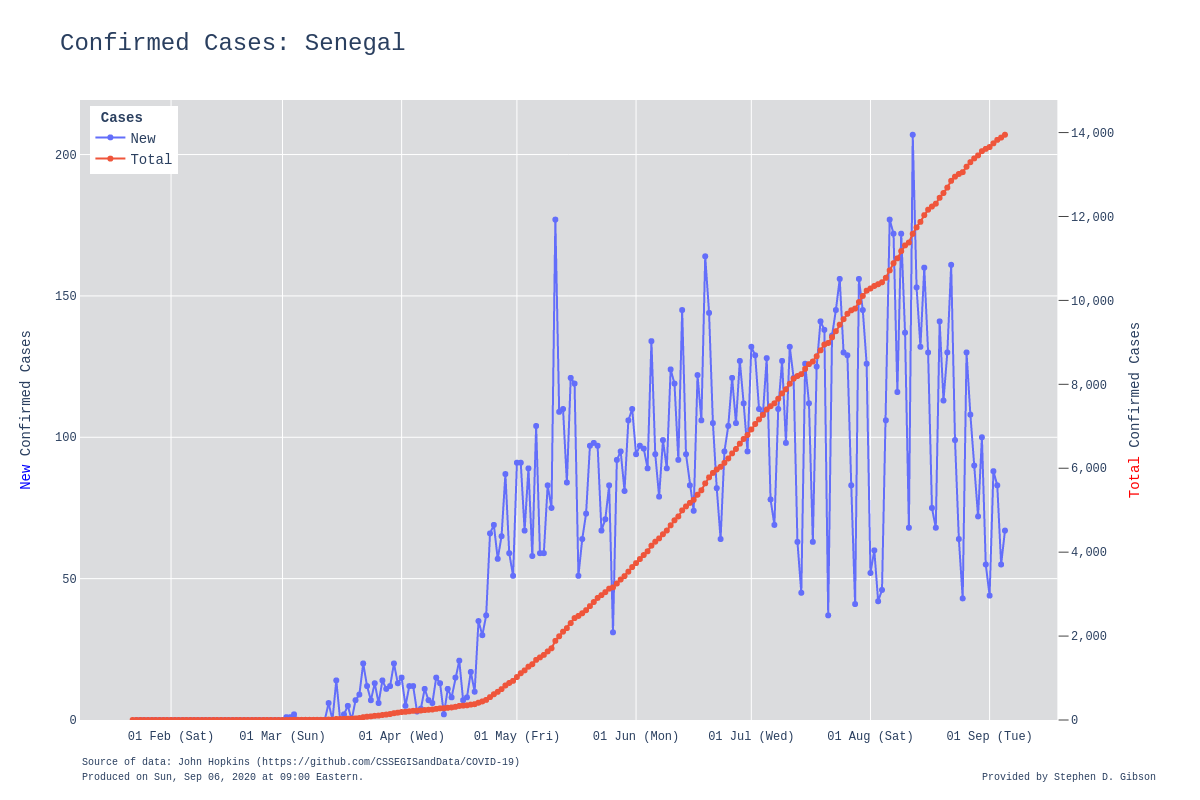 Confirmed Cases: Senegal
Cases
New
Total
200
150
100
50
0
14,000
12,000
10,000
8,000
6,000
4,000
2,000
0
New Confirmed Cases
Total Confirmed Cases
01 Feb (Sat) 01 Mar (Sun) 01 Apr (Wed) 01 May (Fri) 01 Jun (Mon) 01 Jul (Wed) 01 Aug (Sat) 01 Sep (Tue)
Source of data: John Hopkins (https://github.com/CSSEGISandData/COVID-19)
Produced on Sun, Sep 06, 2020 at 09:00 Eastern.
Provided by Stephen D. Gibson